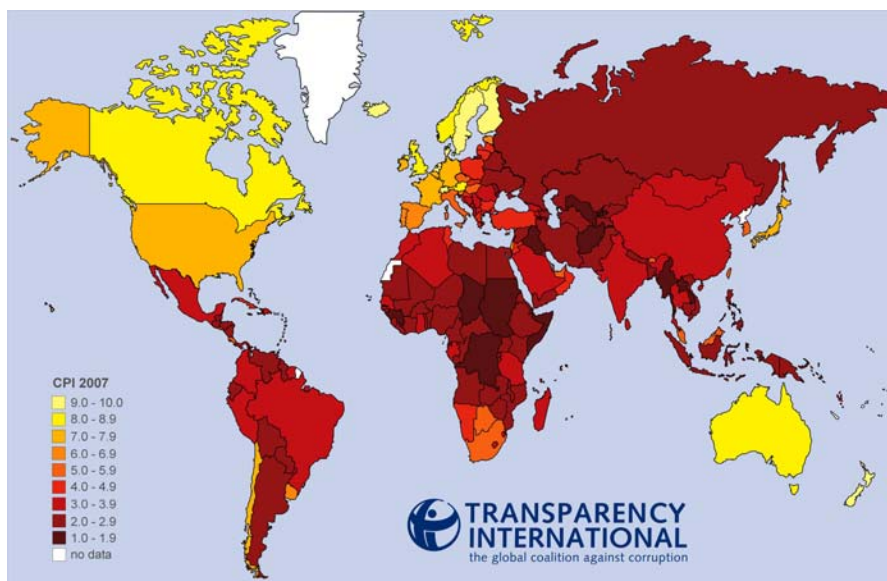 CPI 2007
9.0 - 10.0
8.0 - 8.9
7.0 - 7.9
6.0 - 6.9
5.0 - 5.9
4.0 - 4.9
3.0 - 3.9
2.0 - 2.9
1.0 - 1.9
no data
TRANSPARENCY
INTERNATIONAL
the global coalition against corruption